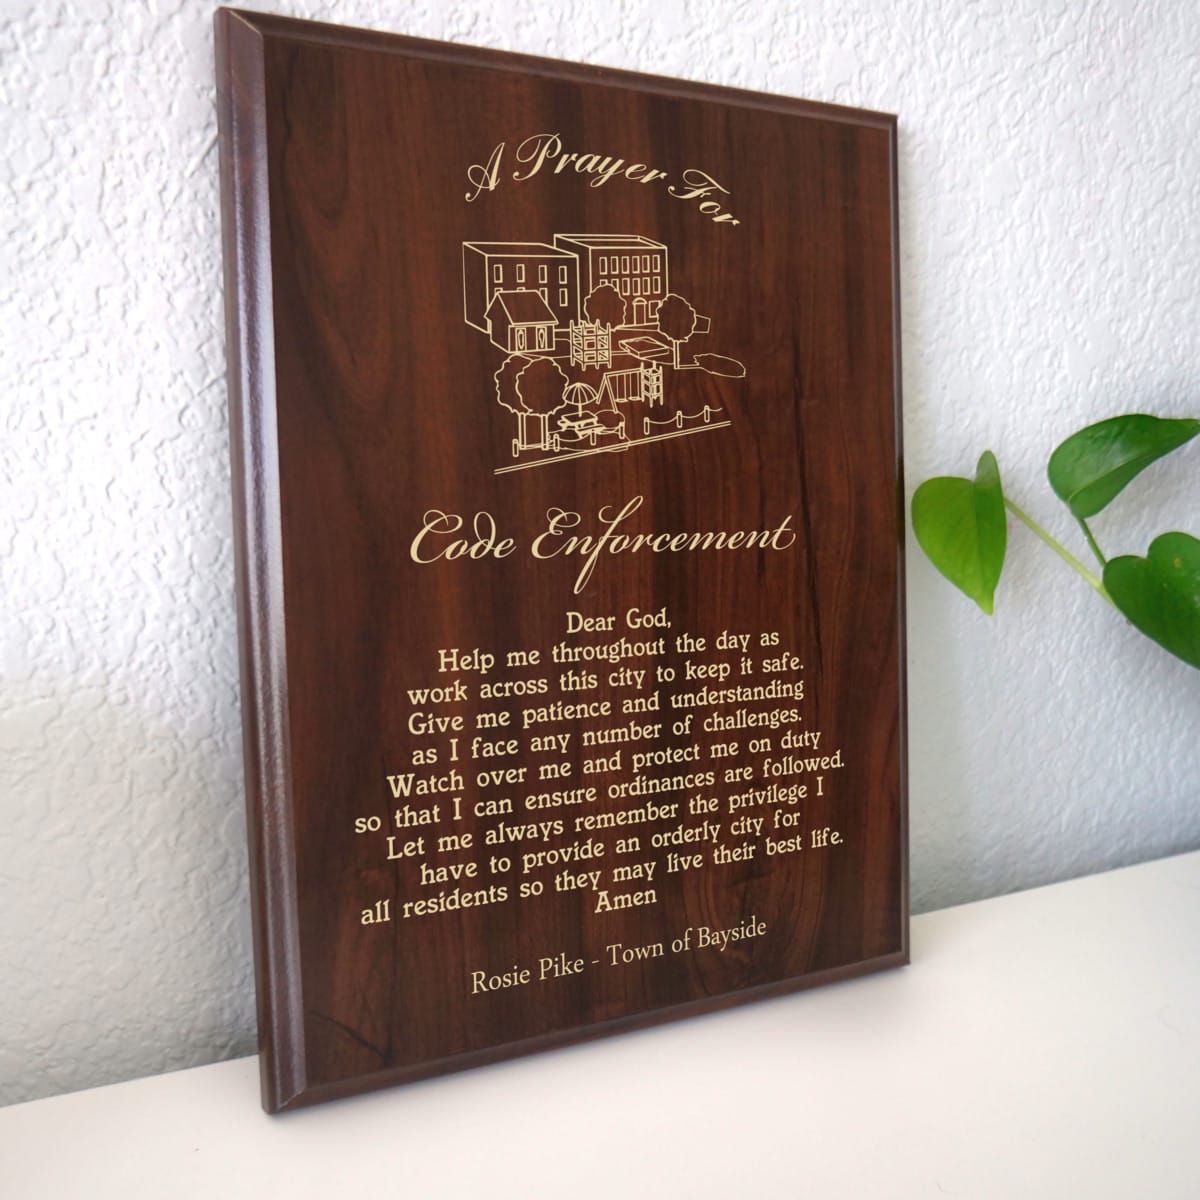 A Prayer For
Code Enforcement
Dear God,
Help me throughout the day as
work across this city to keep it safe.
Give me patience and understanding
as I face any number of challenges.
Watch over me and protect me on duty
so that I can ensure ordinances are followed.
Let me always remember the privilege I
have to provide an orderly city for
all residents so they may live their best life.
Amen
Rosie Pike - Town of Bayside